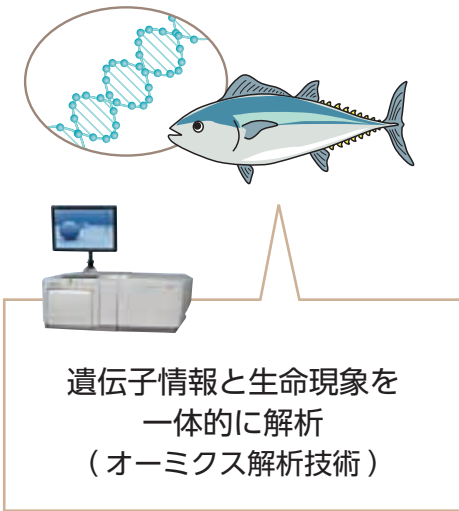 遺伝子情報と生命現象を
一体的に解析
（オーミクス解析技術）